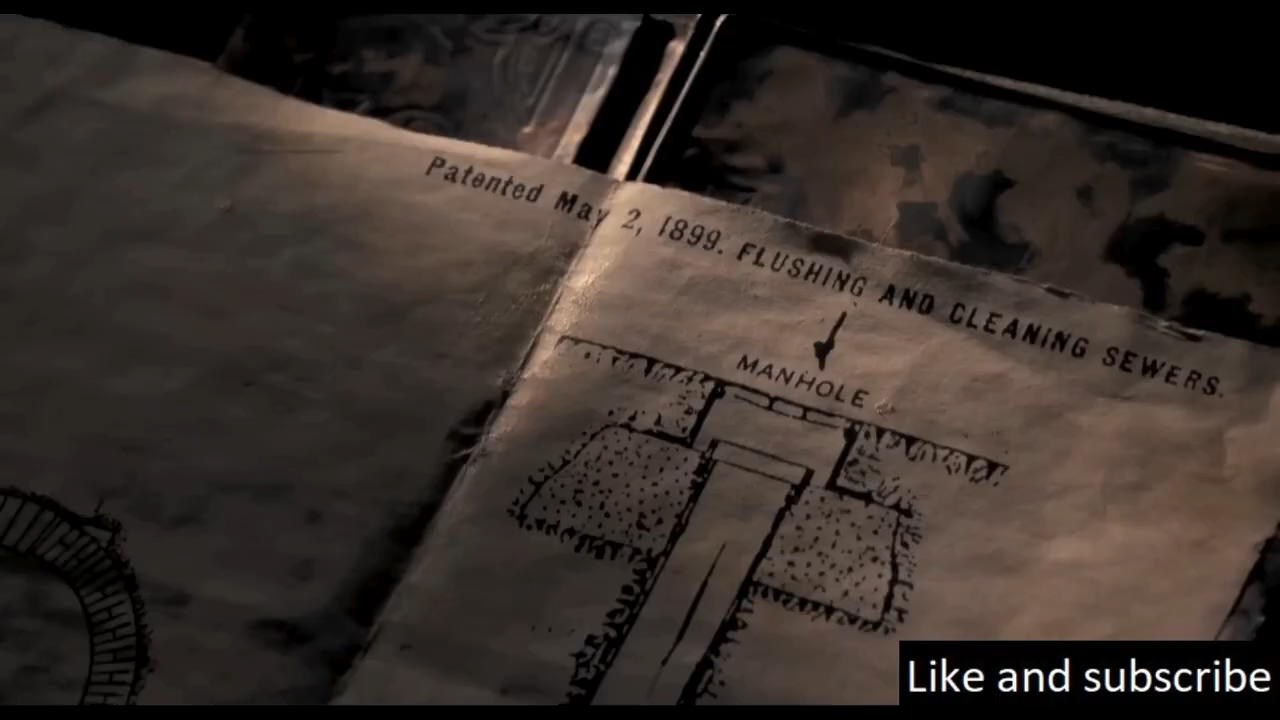 Patented May 2, 1899. FLUSHING AND CLEANING SEWERS.
MANHOLE
Like and subscribe